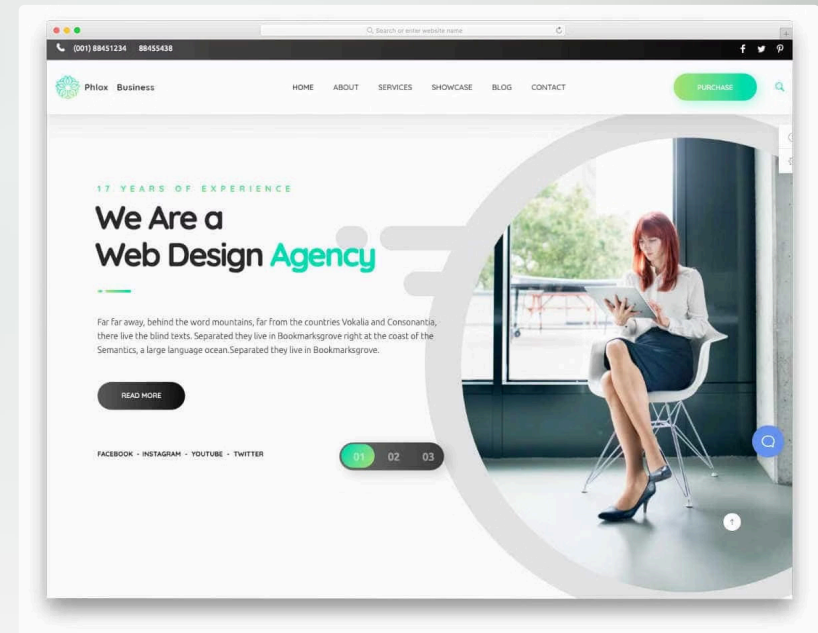 Search or enter website name
(001) 88451234 88455438
Phlox Business
HOME ABOUT SERVICES SHOWCASE BLOG CONTACT
PURCHASE
17 YEARS OF EXPERIENCE
We Are a
Web Design Agency
Far far away, behind the word mountains, far from the countries Vokalia and Consonantia,
there live the blind texts. Separated they live in Bookmarksgrove right at the coast of the
Semantics, a large language ocean.Separated they live in Bookmarksgrove.
READ MORE
FACEBOOK - INSTAGRAM - YOUTUBE - TWITTER
01 02 03